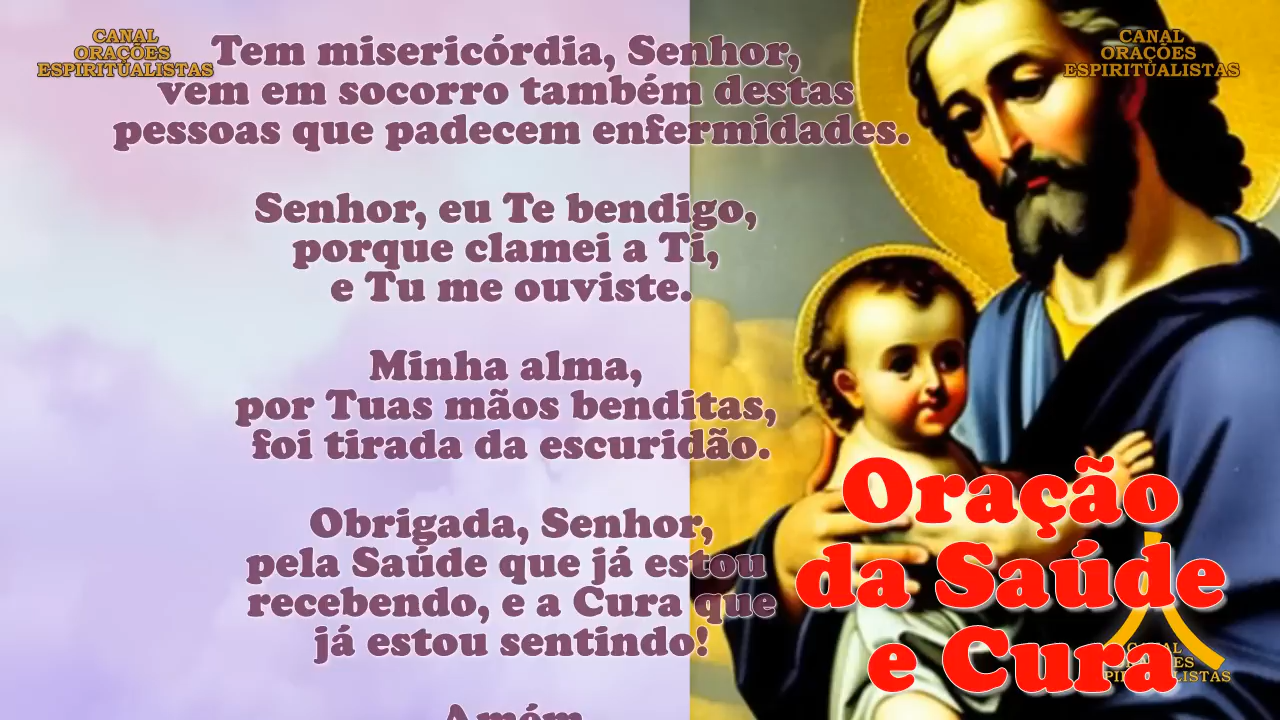 CANAL
ORAÇÕES
ESPIRITUALISTAS
Tem misericórdia, Senhor,
vem em socorro também destas
pessoas que padecem enfermidades.
Senhor, eu Te bendigo,
porque clamei a Ti,
e Tu me ouviste.
Minha alma,
por Tuas mãos benditas,
foi tirada da escuridão.
Obrigada, Senhor,
pela Saúde que já estou
recebendo, e a Cura que
já estou sentindo!
Amém
CANAL
ORAÇÕES
ESPIRITUALISTAS
Oração
da Saúde
e Cura